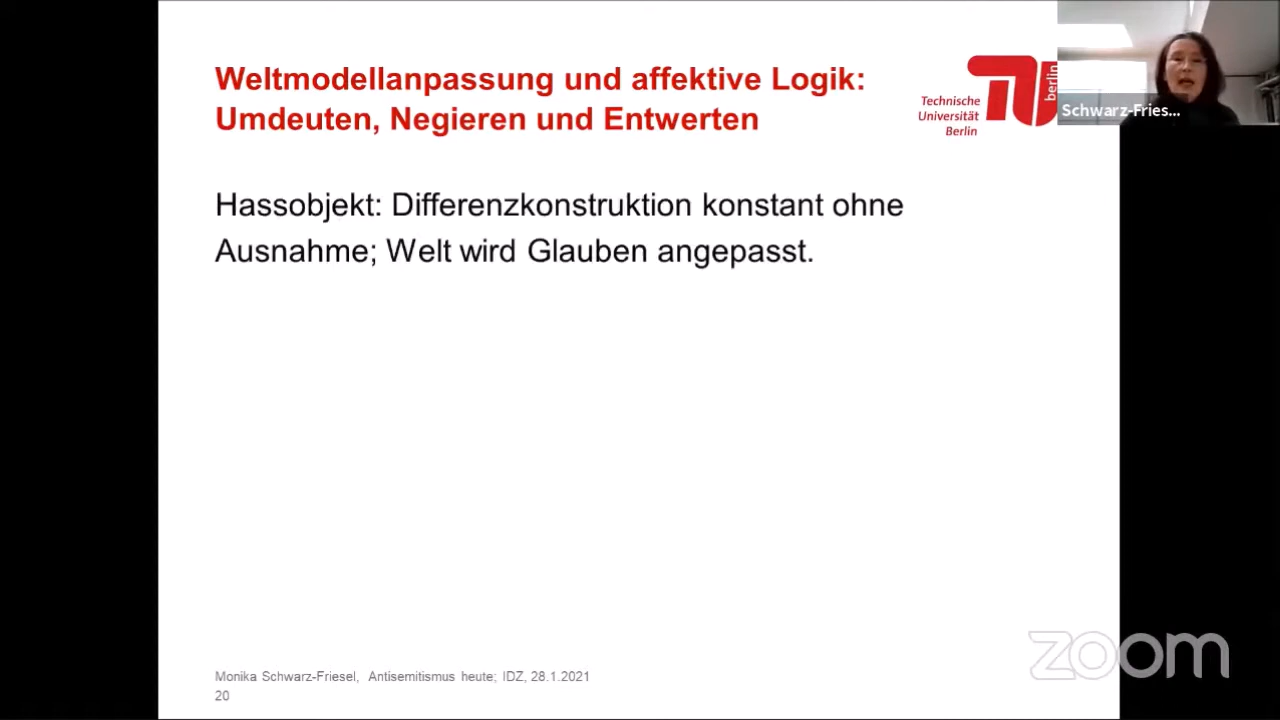 Weltmodellanpassung und affektive Logik:
Umdeuten, Negieren und Entwerten
Technische
Universität
Berlin
berlin
Schwarz-Fries...
Hassobjekt: Differenzkonstruktion konstant ohne
Ausnahme; Welt wird Glauben angepasst.
Monika Schwarz-Friesel, Antisemitismus heute; IDZ, 28.1.2021
20
zoom